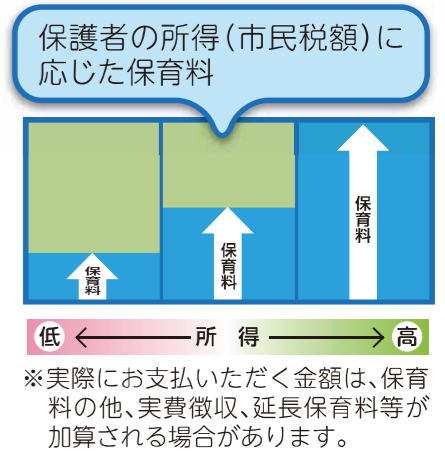 保護者の所得(市民税額)に
応じた保育料
保育料
保育料
保育料
低 所得 高
※実際にお支払いただく金額は、保育
料の他、実費徴収、延長保育料等が
加算される場合があります。